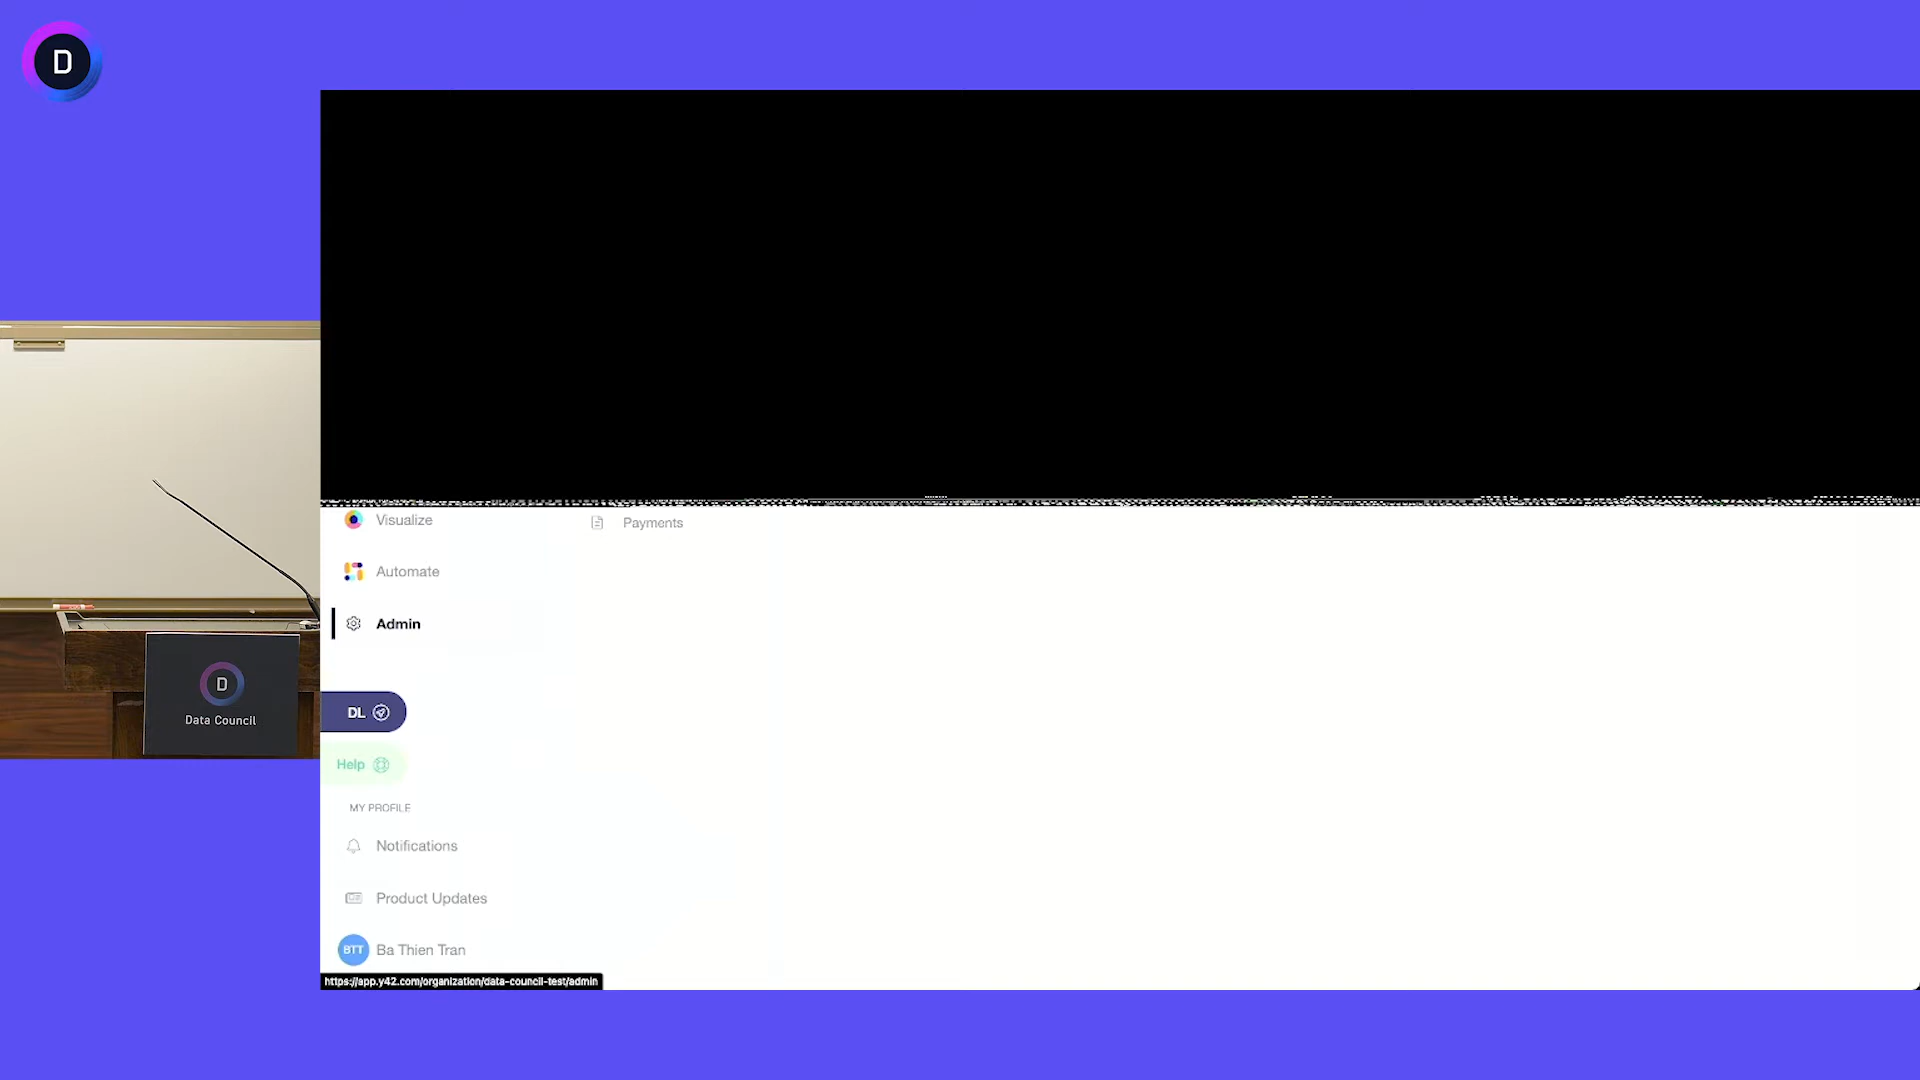 D
Visualize
Payments
Automate
Admin
DL
Help
MY PROFILE
Notifications
Product Updates
BTT Ba Thien Tran
https://app.y42.com/organization/data-council-test/admin
D
Data Council